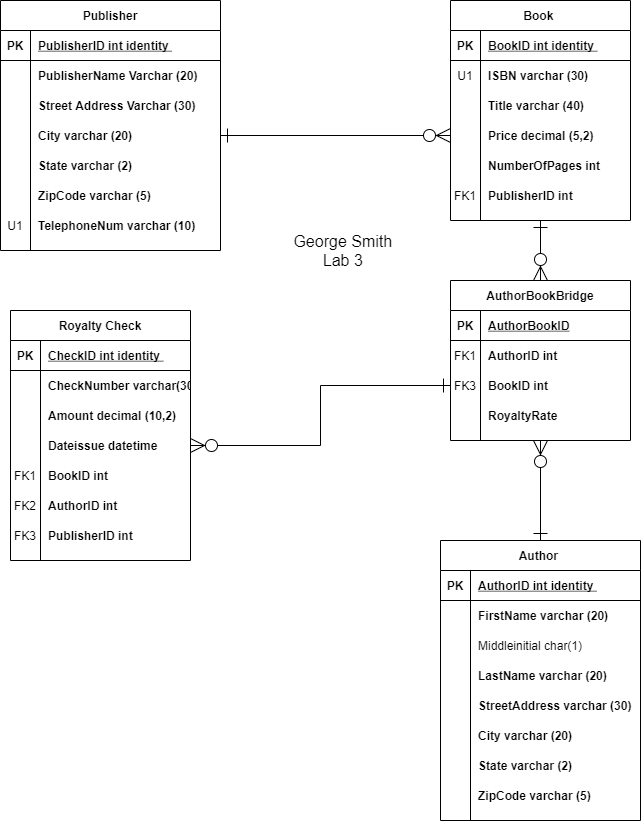 Publisher
PK PublisherID int identity
PublisherName Varchar (20)
Street Address Varchar (30)
City varchar (20)
State varchar (2)
ZipCode varchar (5)
U1 TelephoneNum varchar (10)
Book
PK BookID int identity
U1 ISBN varchar (30)
Title varchar (40)
Price decimal (5,2)
NumberOfPages int
FK1 PublisherID int
George Smith
Lab 3
AuthorBookBridge
PK AuthorBookID
FK1 AuthorID int
FK3 BookID int
RoyaltyRate
Royalty Check
PK CheckID int identity
CheckNumber varchar(30
Amount decimal (10,2)
Dateissue datetime
FK1 BookID int
FK2 AuthorID int
FK3 PublisherID int
Author
PK AuthorID int identity
FirstName varchar (20)
Middleinitial char(1)
LastName varchar (20)
StreetAddress varchar (30)
City varchar (20)
State varchar (2)
ZipCode varchar (5)